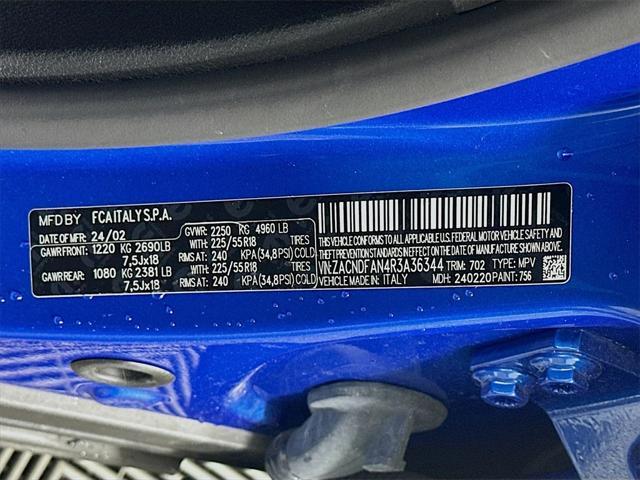 MFD BY FCA ITALY S.P.A.
DATE OF MFR: 24/02 GVWR: 2250 KG 4960 LB
GAWR FRONT: 1220 KG 2690LB WITH 225/55R18 TIRES
7,5Jx18 RIMS AT: 240 KPA(34,8PSI) COLD
GAWR REAR: 1080 KG 2381 LB WITH 225/55R18 TIRES
7,5Jx18 RIMS AT: 240 KPA(34,8PSI) COLD
THIS VEHICLE CONFORMS TO ALL APPLICABLE U.S. FEDERAL MOTOR VEHICLE
SAFETY, BUMPER, AND THEFT PREVENTION STANDARDS IN
EFFECT ON THE DATE OF MANUFACTURE SHOWN ABOVE.
VIN: ZACNDFAN4R3A36344 TRIM: 702 TYPE: MPV
VEHICLE MADE IN: ITALY MDH: 240220 PAINT: 756